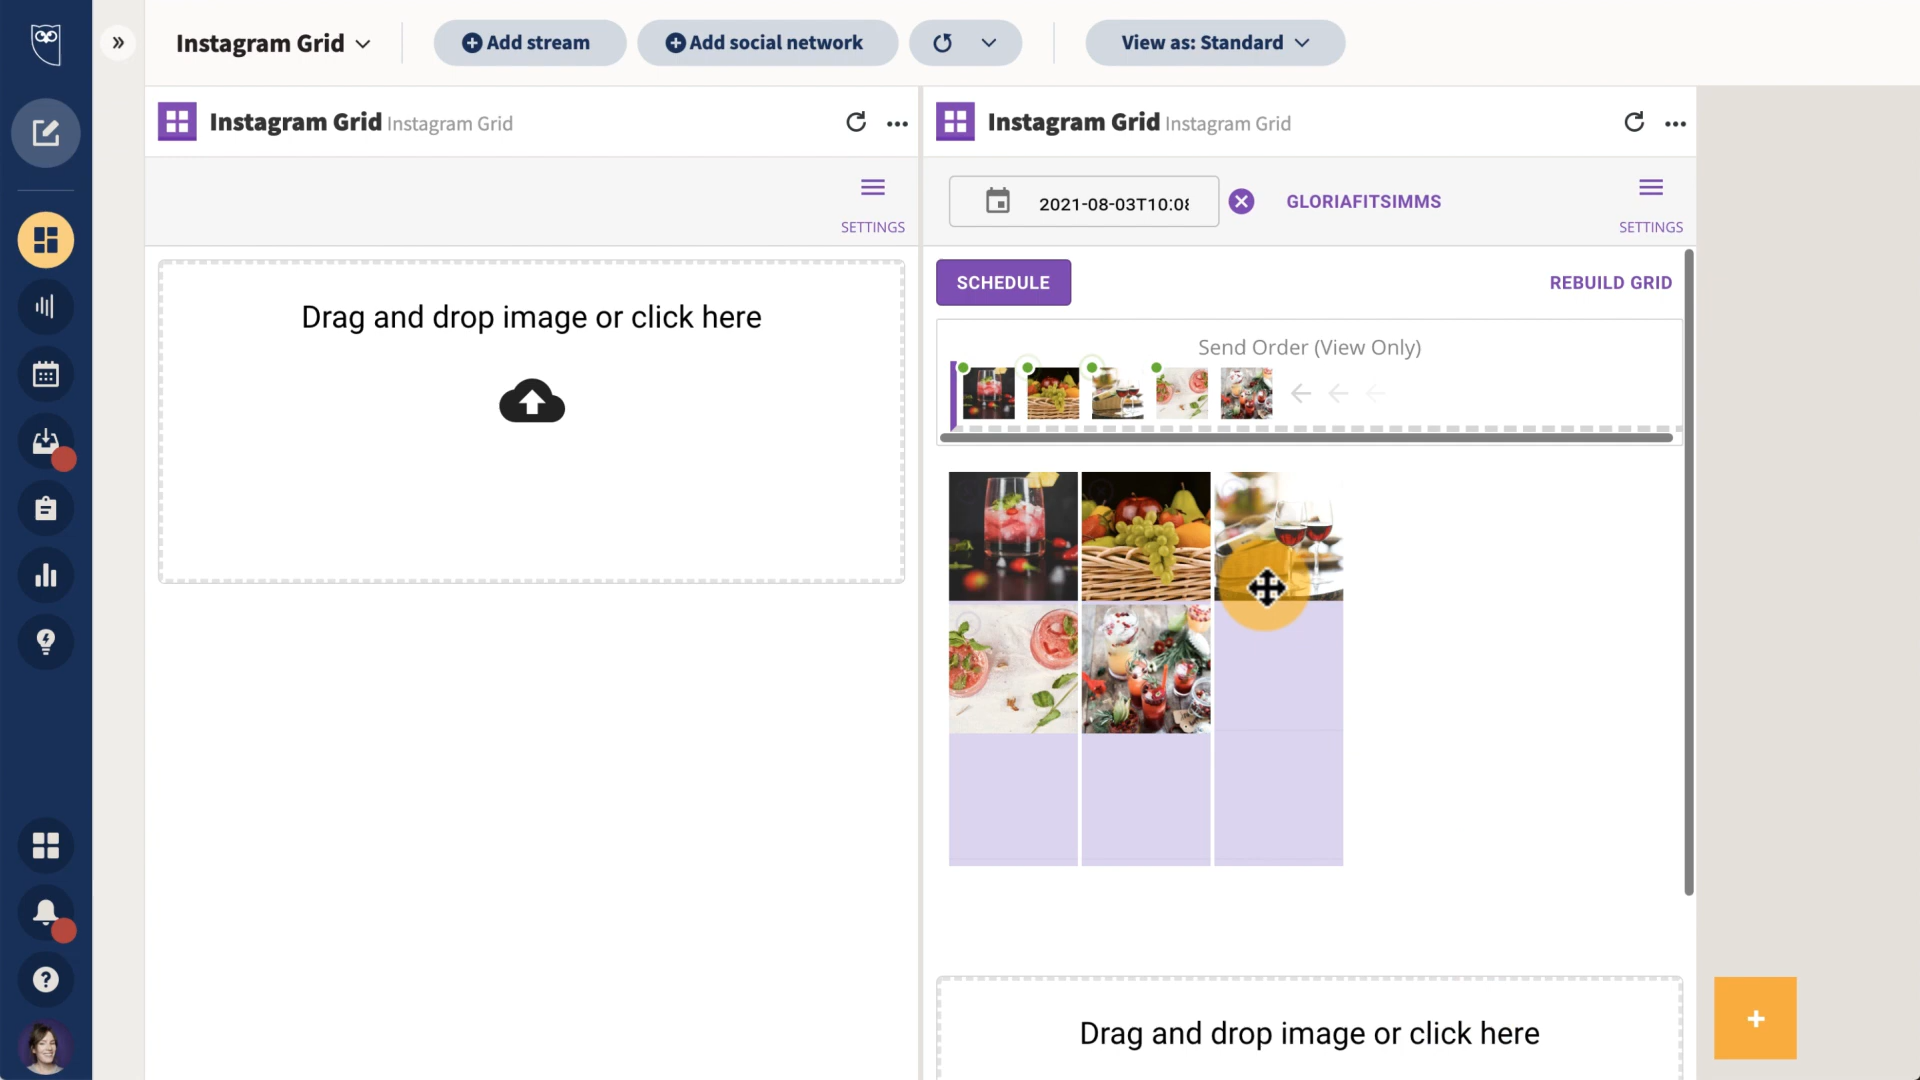 Instagram Grid
Add stream
Add social network
View as: Standard
Instagram Grid Instagram Grid
SETTINGS
Drag and drop image or click here
Instagram Grid Instagram Grid
2021-08-03T10:08
GLORIAFITSIMMS
SETTINGS
SCHEDULE
REBUILD GRID
Send Order (View Only)
Drag and drop image or click here